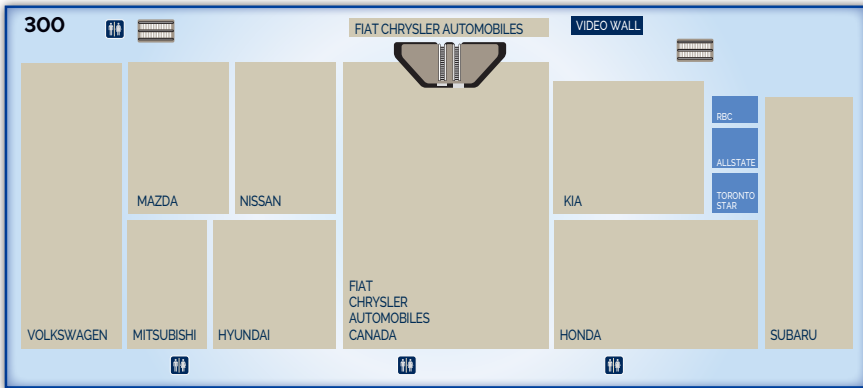 300
FIAT CHRYSLER AUTOMOBILES
VIDEO WALL
RBC
ALLSTATE
TORONTO
STAR
MAZDA
NISSAN
KIA
FIAT
CHRYSLER
AUTOMOBILES
CANADA
VOLKSWAGEN
MITSUBISHI
HYUNDAI
HONDA
SUBARU